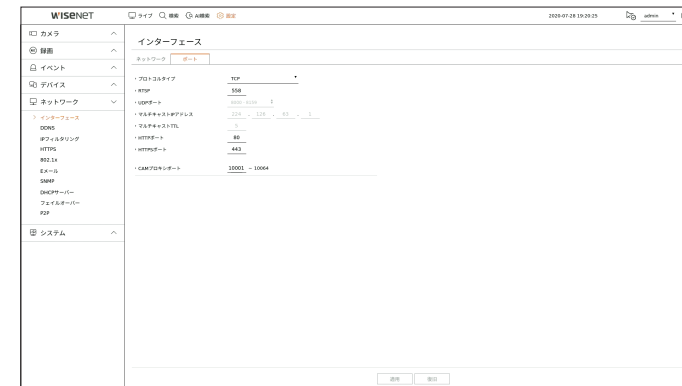 WISENET
ライブ 検索 AI検索 設定 2020-07-28 19:20:25 admin
カメラ
録画
イベント
デバイス
ネットワーク
インターフェース
DDNS
IPフィルタリング
HTTPS
802.1x
Eメール
SNMP
DHCPサーバー
フェイルオーバー
P2P
システム
インターフェース
ネットワーク ポート
・プロトコルタイプ TCP
・RTSP 558
・UDPポート 8000-8159
・マルチキャストIPアドレス 224 . 126 . 63 . 1
・マルチキャストTTL 5
・HTTPポート 80
・HTTPSポート 443
・CAMプロキシポート 10001 ~ 10064
適用 復旧